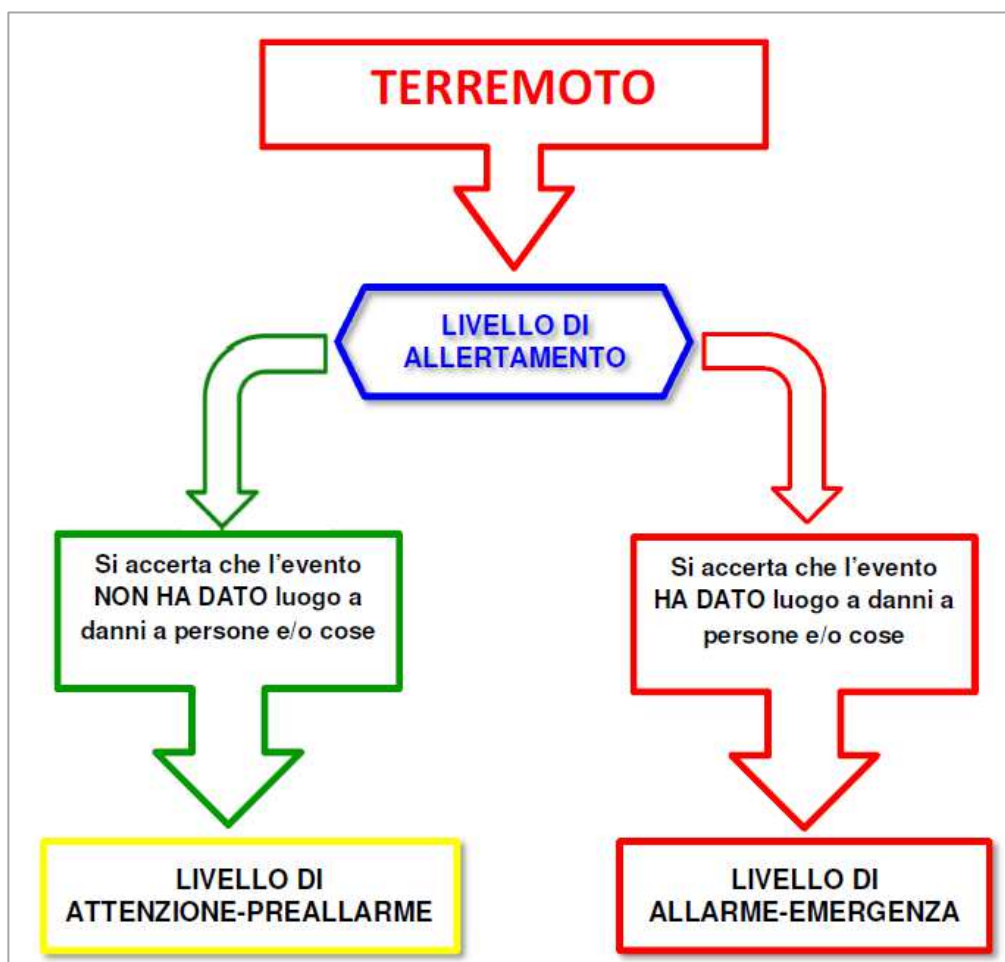 TERREMOTO
LIVELLO DI
ALLERTAMENTO
Si accerta che l'evento
NON HA DATO luogo a
danni a persone e/o cose
Si accerta che l'evento
HA DATO luogo a danni a
persone e/o cose
LIVELLO DI
ATTENZIONE-PREALLARME
LIVELLO DI
ALLARME-EMERGENZA